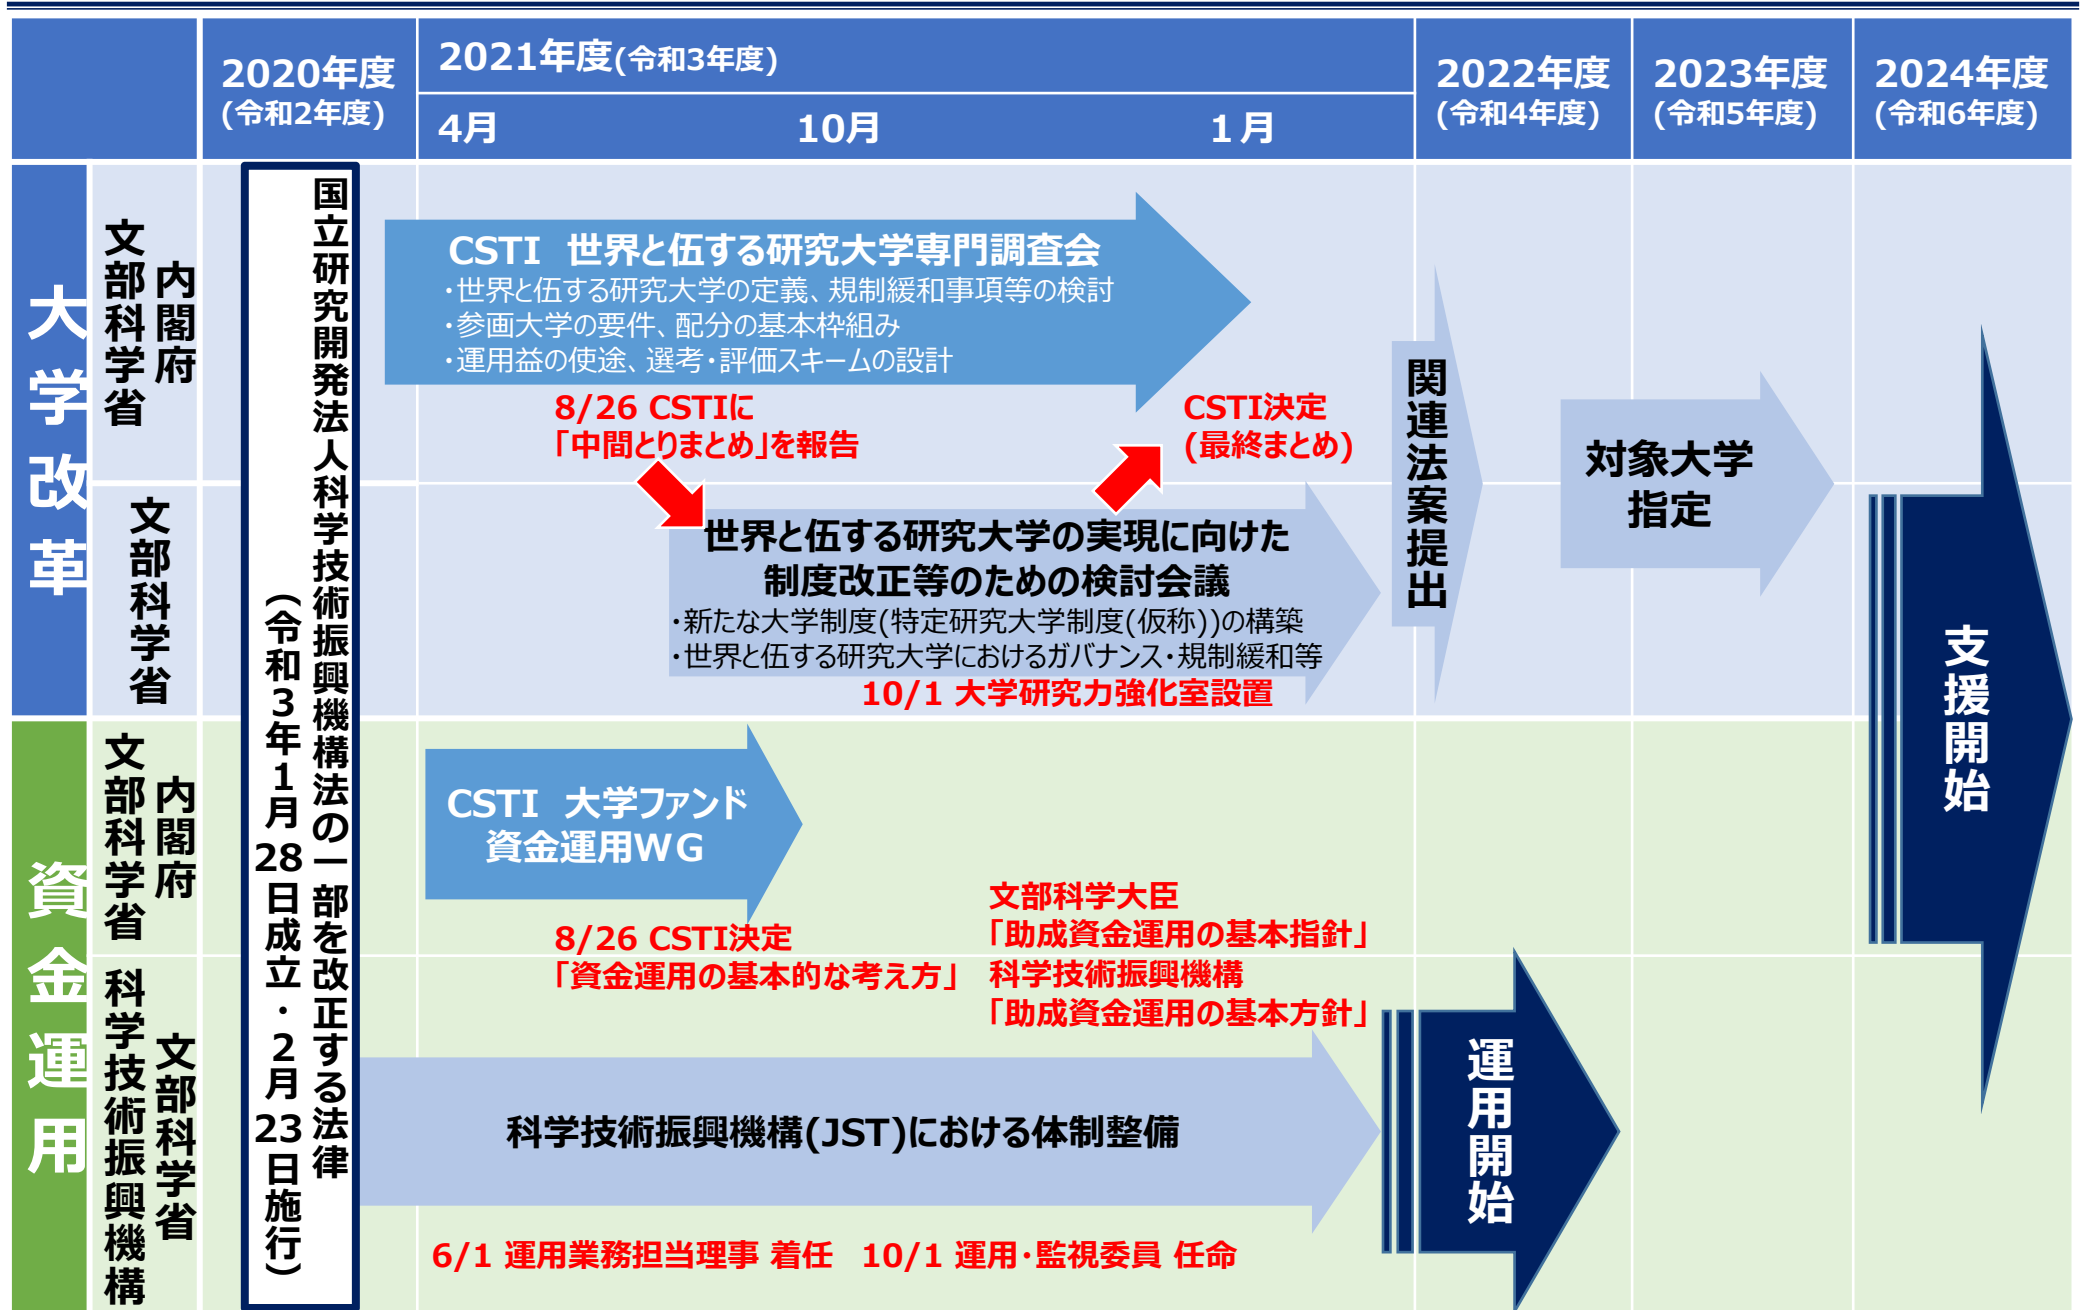 2020年度
(令和2年度)
2021年度(令和3年度)
4月
10月
1月
2022年度
(令和4年度)
2023年度
(令和5年度)
2024年度
(令和6年度)
大学改革
内閣府
文部科学省
国立研究開発法人科学技術振興機構法の一部を改正する法律
(令和3年1月28日成立・2月23日施行)
CSTI 世界と伍する研究大学専門調査会
・世界と伍する研究大学の定義、規制緩和事項等の検討
・参画大学の要件、配分の基本枠組み
・運用益の使途、選考・評価スキームの設計
8/26 CSTIに
「中間とりまとめ」を報告
CSTI決定
(最終まとめ)
関連法案提出
対象大学
指定
支援開始
文部科学省
世界と伍する研究大学の実現に向けた
制度改正等のための検討会議
・新たな大学制度(特定研究大学制度(仮称))の構築
・世界と伍する研究大学におけるガバナンス・規制緩和等
10/1 大学研究力強化室設置
資金運用
内閣府
文部科学省
CSTI 大学ファンド
資金運用WG
8/26 CSTI決定
「資金運用の基本的な考え方」
文部科学大臣
「助成資金運用の基本指針」
科学技術振興機構
「助成資金運用の基本方針」
文部科学省
科学技術振興機構
科学技術振興機構(JST)における体制整備
運用開始
6/1 運用業務担当理事 着任
10/1 運用・監視委員 任命